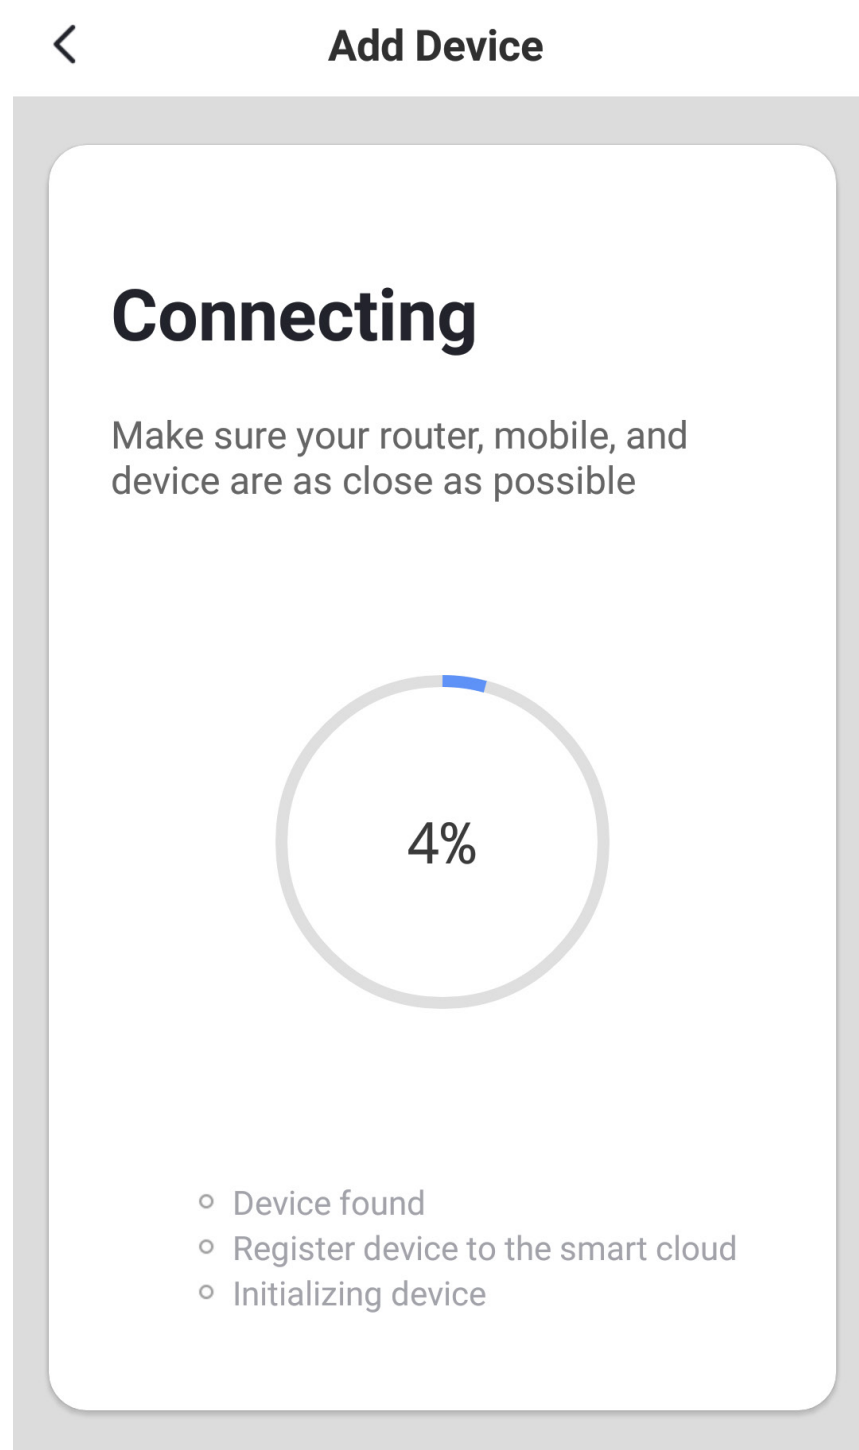 Add Device
Connecting
Make sure your router, mobile, and
device are as close as possible
4%
Device found
Register device to the smart cloud
Initializing device